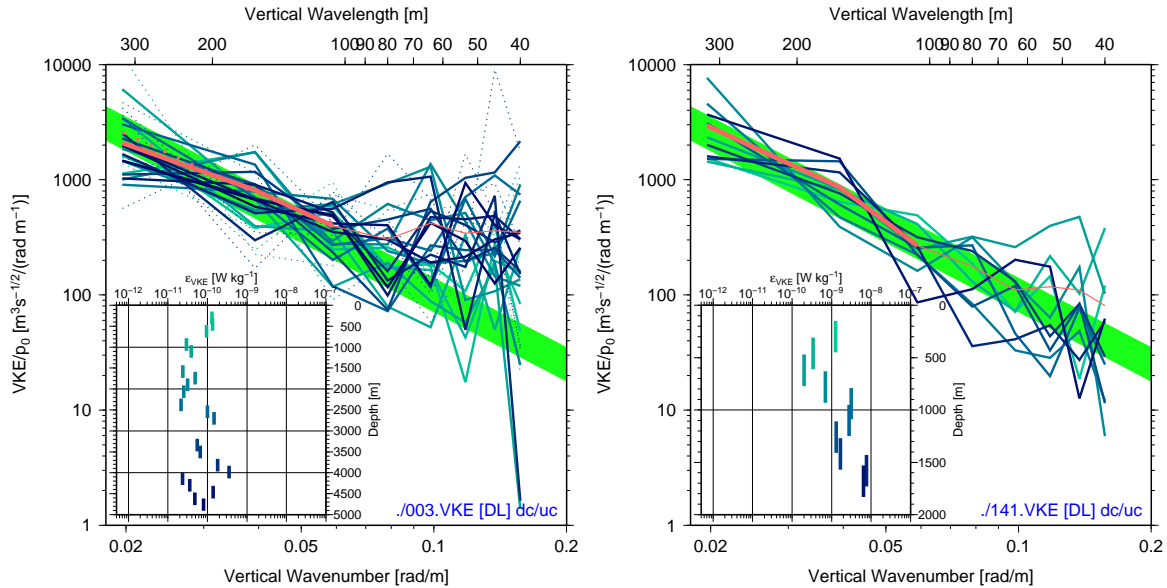 Vertical Wavelength [m]
300 200 100 90 80 70 60 50 40
10000
1000
100
10
1
VKE/p0 [m³s⁻¹/²/(rad m⁻¹)]
εVKE [W kg⁻¹]
10⁻¹² 10⁻¹¹ 10⁻¹⁰ 10⁻⁹ 10⁻⁸ 10⁻⁷
0
500
1000
1500
2000
2500
3000
3500
4000
4500
5000
Depth [m]
./003.VKE [DL] dc/uc
0.02 0.05 0.1 0.2
Vertical Wavenumber [rad/m]
Vertical Wavelength [m]
300 200 100 90 80 70 60 50 40
10000
1000
100
10
1
VKE/p0 [m³s⁻¹/²/(rad m⁻¹)]
εVKE [W kg⁻¹]
10⁻¹² 10⁻¹¹ 10⁻¹⁰ 10⁻⁹ 10⁻⁸ 10⁻⁷
0
500
1000
1500
2000
Depth [m]
./141.VKE [DL] dc/uc
0.02 0.05 0.1 0.2
Vertical Wavenumber [rad/m]